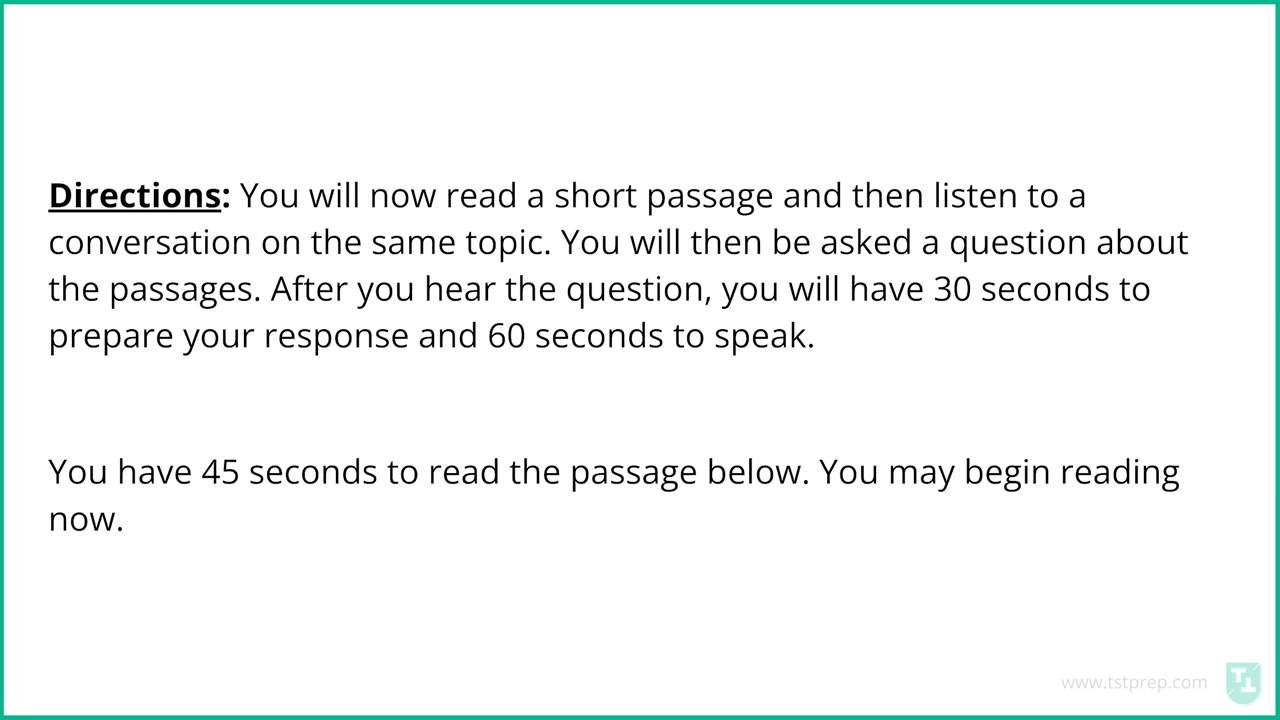 Directions: You will now read a short passage and then listen to a
conversation on the same topic. You will then be asked a question about
the passages. After you hear the question, you will have 30 seconds to
prepare your response and 60 seconds to speak.
You have 45 seconds to read the passage below. You may begin reading
now.
www.tstprep.com